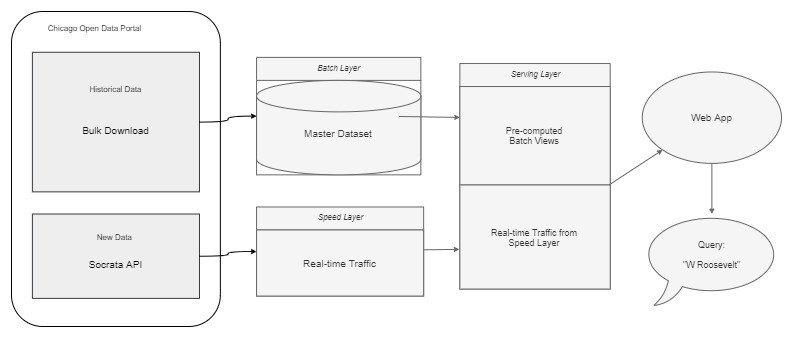 Chicago Open Data Portal
Historical Data
Bulk Download
New Data
Socrata API
Batch Layer
Master Dataset
Speed Layer
Real-time Traffic
Serving Layer
Pre-computed
Batch Views
Real-time Traffic from
Speed Layer
Web App
Query:
"W Roosevelt"